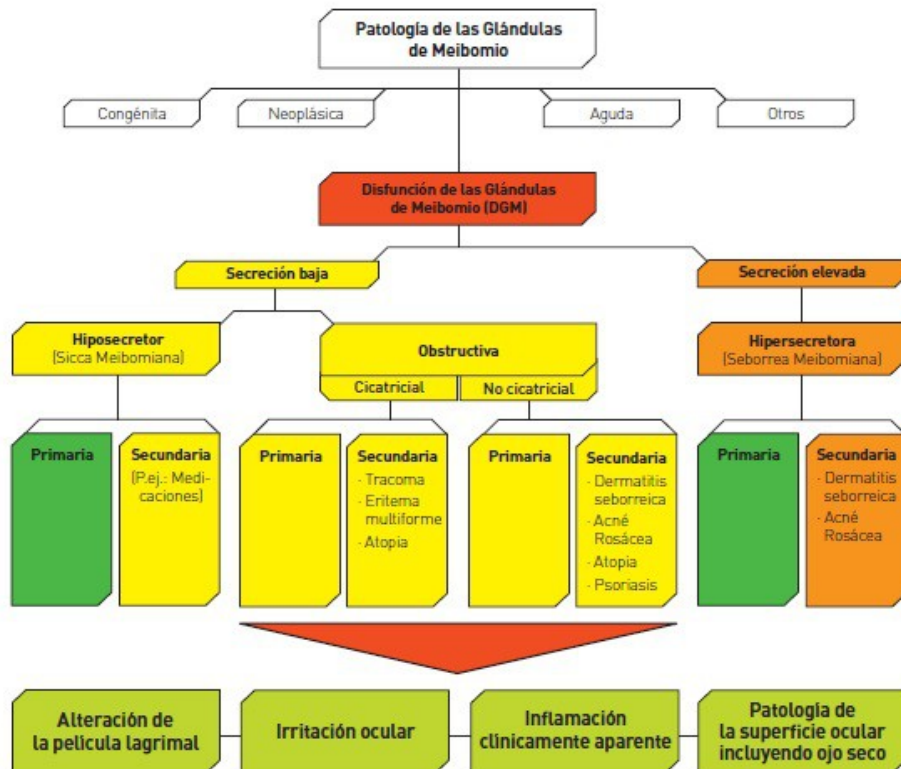 Patología de las Glándulas
de Meibomio
Congénita
Neoplásica
Aguda
Otros
Disfunción de las Glándulas
de Meibomio (DGM)
Secreción baja
Secreción elevada
Hiposecretor
(Sicca Meibomiana)
Obstructiva
Cicatricial
No cicatricial
Hipersecretora
(Seborrea Meibomiana)
Primaria
Secundaria
(P.ej.: Medi-
caciones)
Primaria
Secundaria
· Tracoma
· Eritema
multiforme
· Atopia
Primaria
Secundaria
· Dermatitis
seborreica
· Acné
Rosácea
· Atopia
· Psoriasis
Primaria
Secundaria
· Dermatitis
seborreica
· Acné
Rosácea
Alteración de
la pelicula lagrimal
Irritación ocular
Inflamación
clinicamente aparente
Patología de
la superficie ocular
incluyendo ojo seco